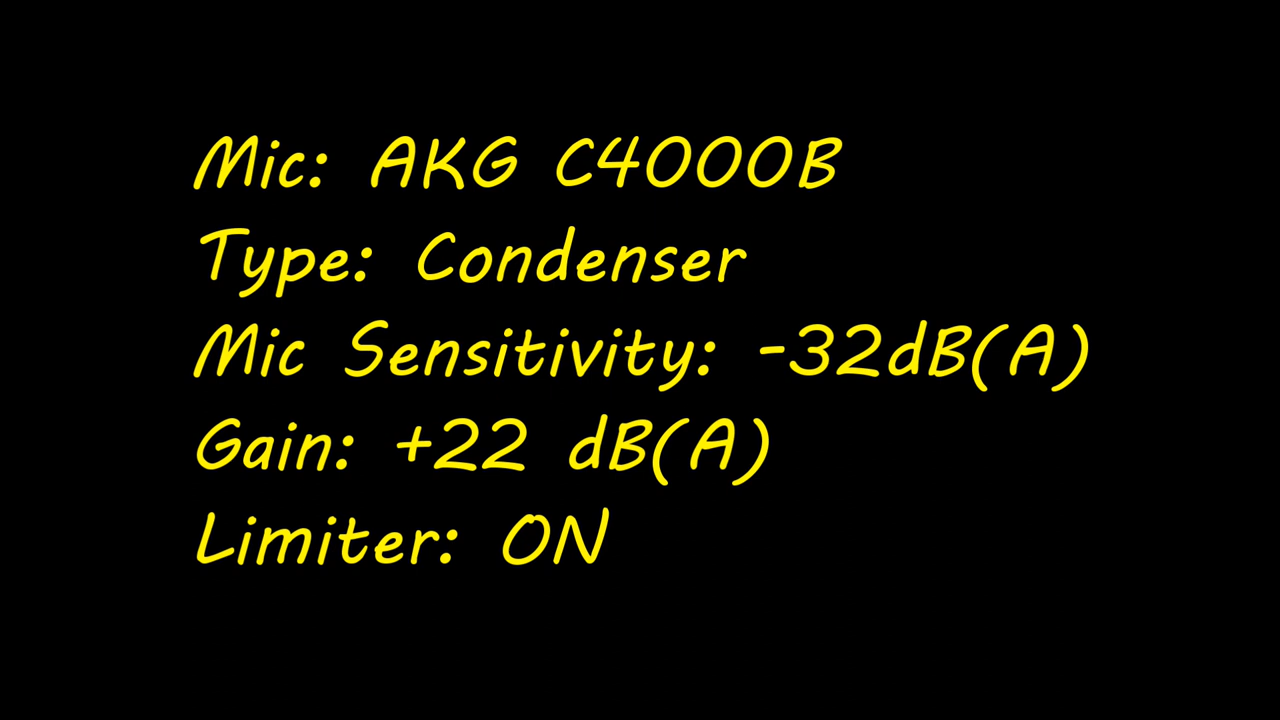 Mic: AKG C4000B
Type: Condenser
Mic Sensitivity: -32dB(A)
Gain: +22 dB(A)
Limiter: ON